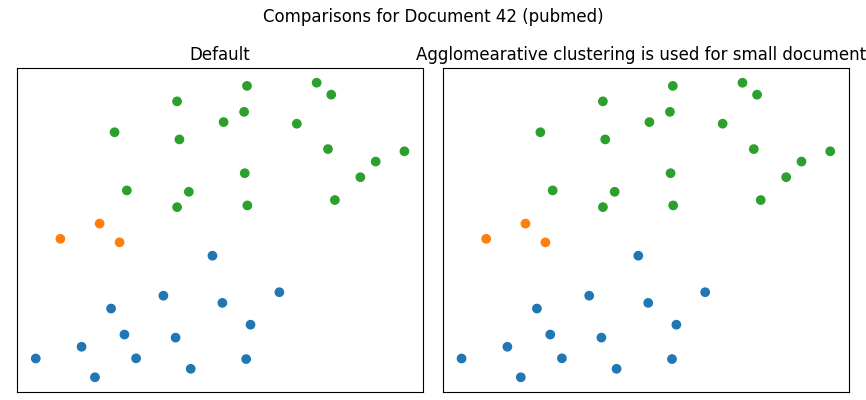 Comparisons for Document 42 (pubmed)
Default
Agglomearative clustering is used for small document